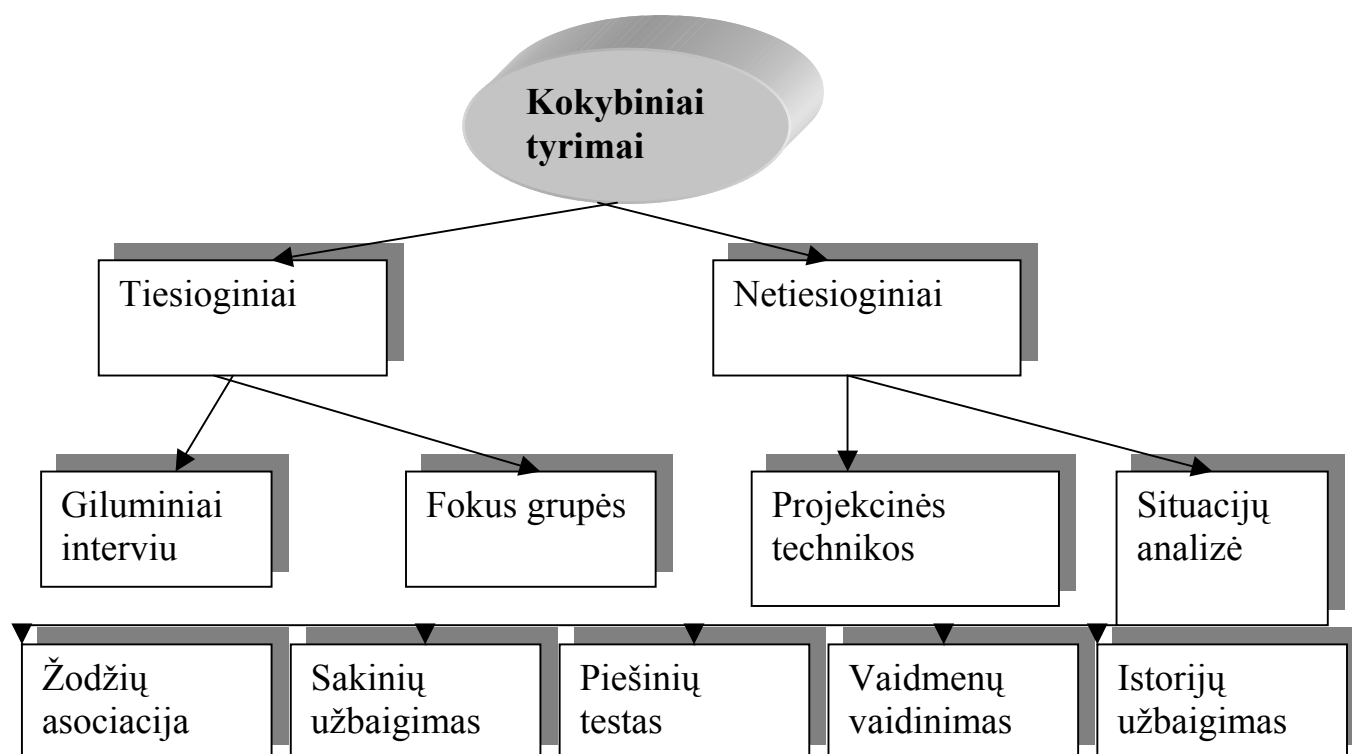 Kokybiniai
tyrimai
Tiesioginiai
Netiesioginiai
Giluminiai
interviu
Fokus grupės
Projekcinės
technikos
Situacijų
analizė
Žodžių
asociacija
Sakinių
užbaigimas
Piešinių
testas
Vaidmenų
vaidinimas
Istorijų
užbaigimas